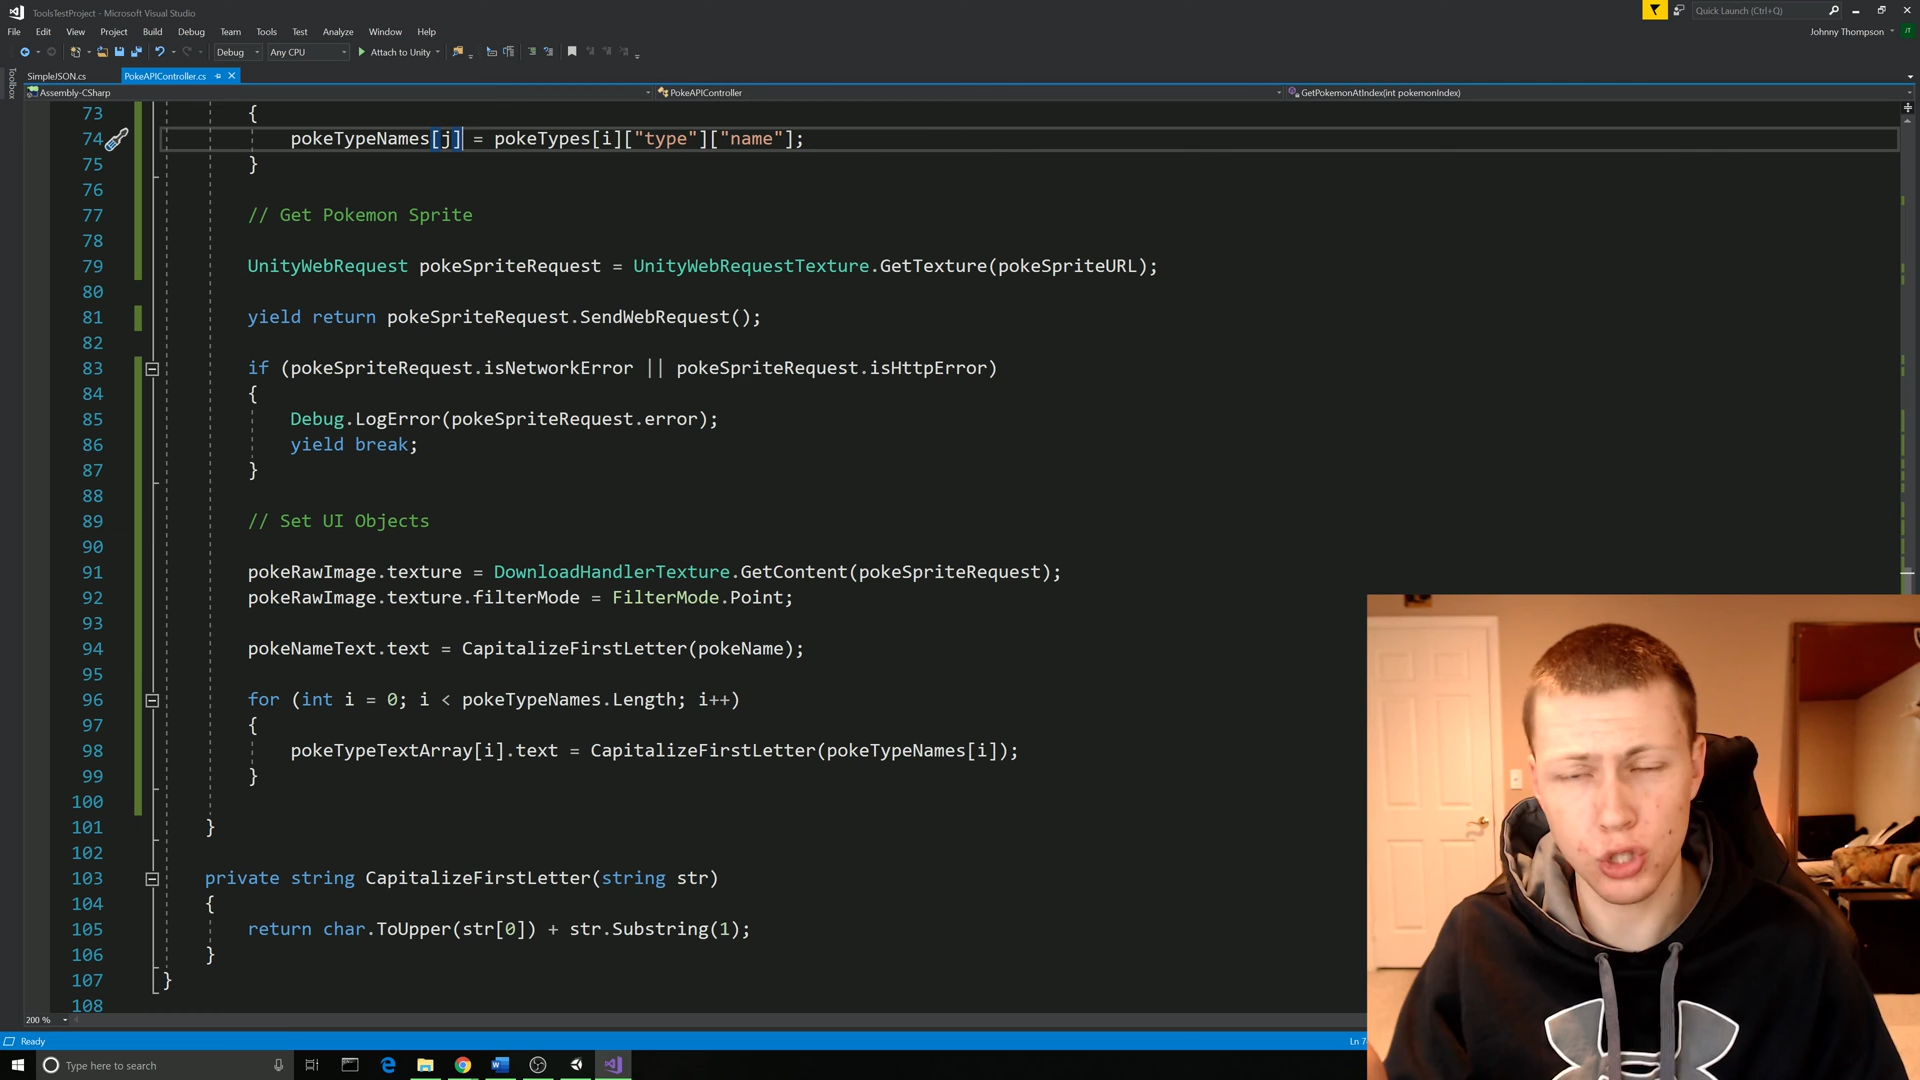 ToolsTestProject - Microsoft Visual Studio
Quick Launch (Ctrl+Q)
File Edit View Project Build Debug Team Tools Test Analyze Window Help
Johnny Thompson JT
Debug Any CPU Attach to Unity
Toolbox
SimpleJSON.cs PokeAPIController.cs
Assembly-CSharp PokeAPIController GetPokemonAtIndex(int pokemonIndex)
73 {
74 pokeTypeNames[j] = pokeTypes[i]["type"]["name"];
75 }
76
77 // Get Pokemon Sprite
78
79 UnityWebRequest pokeSpriteRequest = UnityWebRequestTexture.GetTexture(pokeSpriteURL);
80
81 yield return pokeSpriteRequest.SendWebRequest();
82
83 if (pokeSpriteRequest.isNetworkError || pokeSpriteRequest.isHttpError)
84 {
85 Debug.LogError(pokeSpriteRequest.error);
86 yield break;
87 }
88
89 // Set UI Objects
90
91 pokeRawImage.texture = DownloadHandlerTexture.GetContent(pokeSpriteRequest);
92 pokeRawImage.texture.filterMode = FilterMode.Point;
93
94 pokeNameText.text = CapitalizeFirstLetter(pokeName);
95
96 for (int i = 0; i < pokeTypeNames.Length; i++)
97 {
98 pokeTypeTextArray[i].text = CapitalizeFirstLetter(pokeTypeNames[i]);
99 }
100
101 }
102
103 private string CapitalizeFirstLetter(string str)
104 {
105 return char.ToUpper(str[0]) + str.Substring(1);
106 }
107 }
108
200 %
Ready
Type here to search